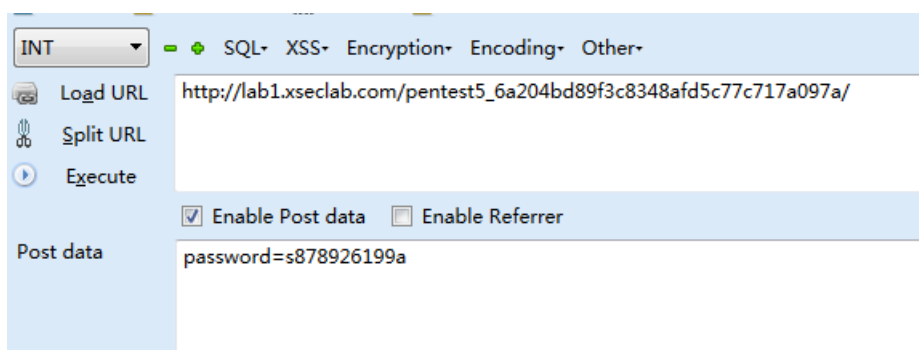 INT SQL XSS Encryption Encoding Other
Load URL http://lab1.xseclab.com/pentest5_6a204bd89f3c8348afd5c77c717a097a/
Split URL
Execute
Enable Post data Enable Referrer
Post data password=s878926199a